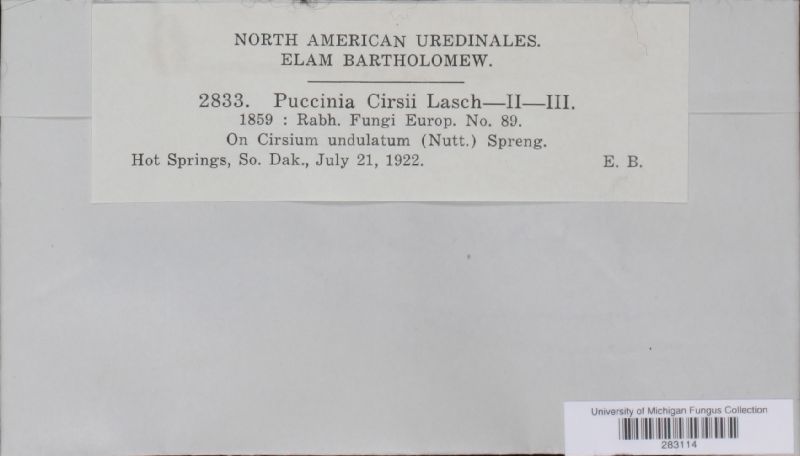 NORTH AMERICAN UREDINALES.
ELAM BARTHOLOMEW.
2833. Puccinia Cirsii Lasch—II—III.
1859 : Rabh. Fungi Europ. No. 89.
On Cirsium undulatum (Nutt.) Spreng.
Hot Springs, So. Dak., July 21, 1922. E. B.
University of Michigan Fungus Collection
283114